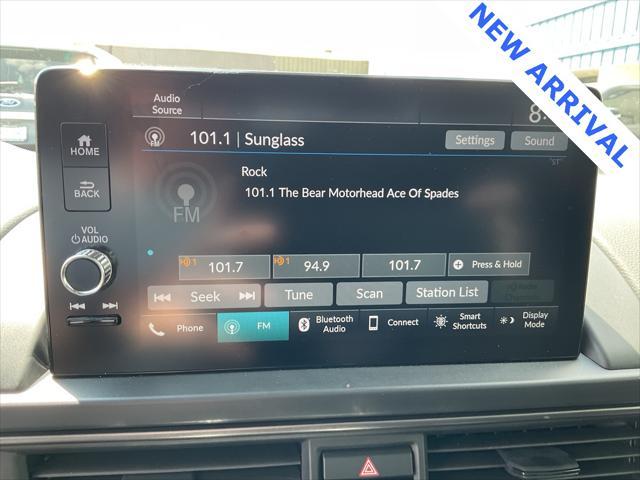 NEW ARRIVAL
Audio
Source
101.1 | Sunglass
Settings
Sound
HOME
BACK
Rock
101.1 The Bear Motorhead Ace Of Spades
FM
VOL
AUDIO
1 101.7
1 94.9
101.7
Press & Hold
Seek
Tune
Scan
Station List
Phone
FM
Bluetooth
Audio
Connect
Smart
Shortcuts
Display
Mode